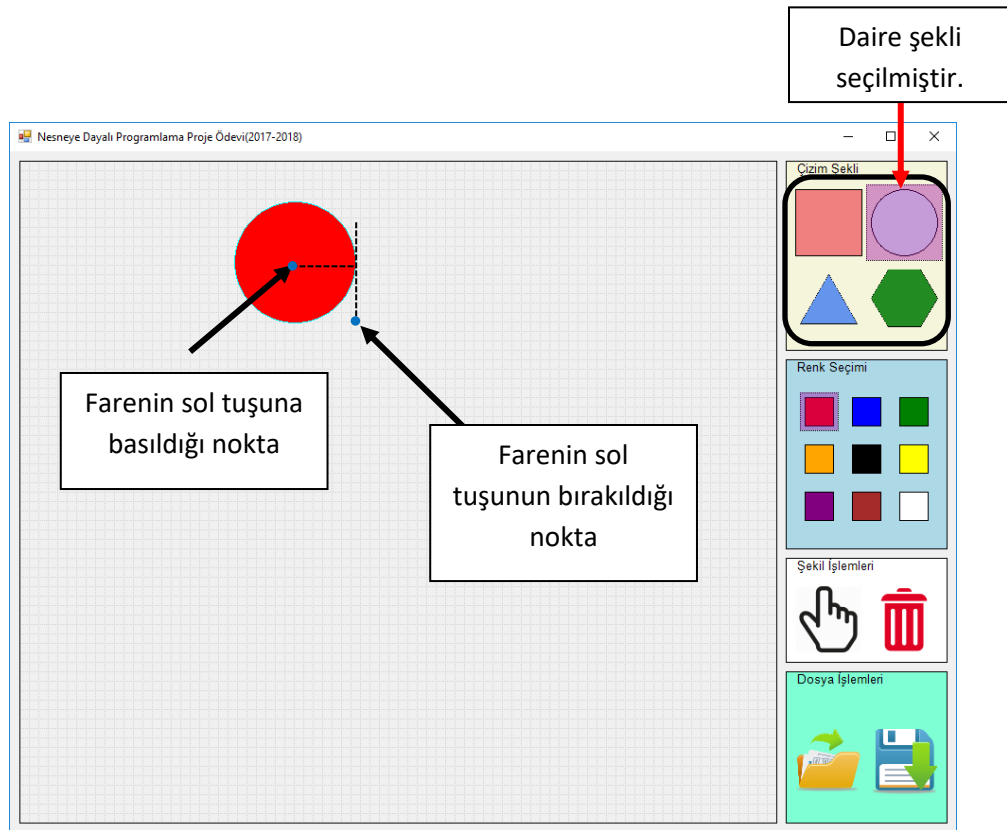 Daire şekli
seçilmiştir.
Nesneye Dayalı Programlama Proje Ödevi(2017-2018)
Çizim Şekli
Farenin sol tuşuna
basıldığı nokta
Farenin sol
tuşunun bırakıldığı
nokta
Renk Seçimi
Şekil İşlemleri
Dosya İşlemleri